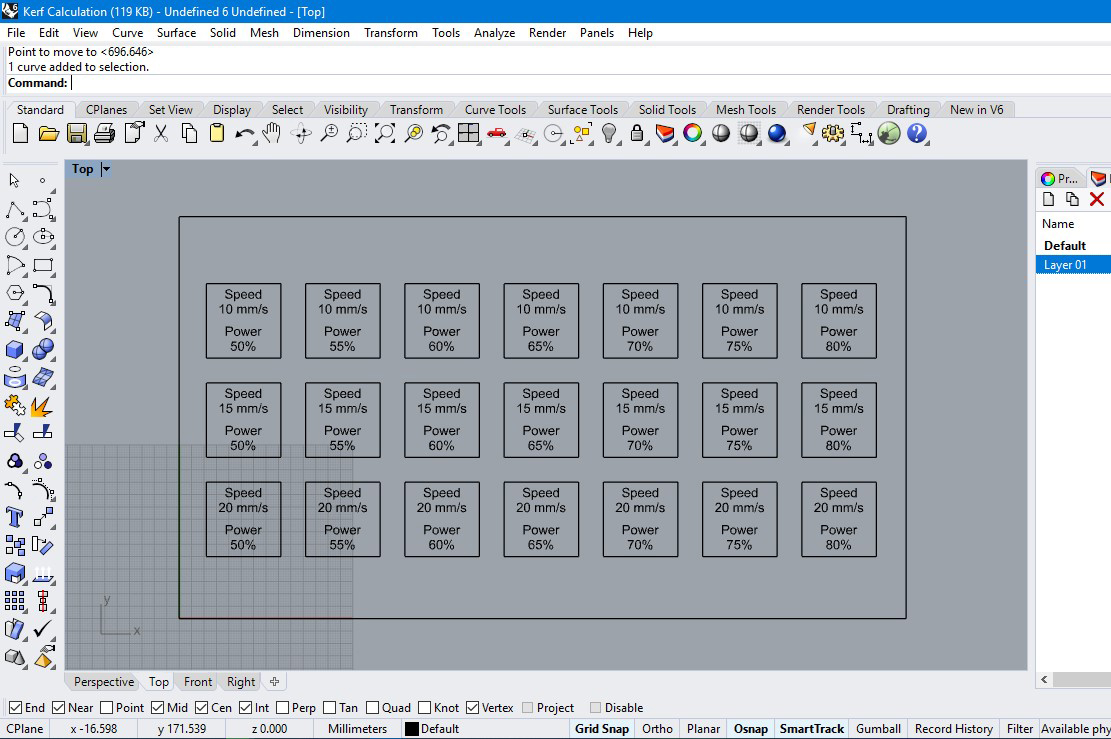 Kerf Calculation (119 KB) - Undefined 6 Undefined - [Top]
File Edit View Curve Surface Solid Mesh Dimension Transform Tools Analyze Render Panels Help
Point to move to <696.646>
1 curve added to selection.
Command:
Standard CPlanes Set View Display Select Visibility Transform Curve Tools Surface Tools Solid Tools Mesh Tools Render Tools Drafting New in V6
Top
Pr...
Name
Default
Layer 01
Speed Speed Speed Speed Speed Speed Speed
10 mm/s 10 mm/s 10 mm/s 10 mm/s 10 mm/s 10 mm/s 10 mm/s
Power Power Power Power Power Power Power
50% 55% 60% 65% 70% 75% 80%
Speed Speed Speed Speed Speed Speed Speed
15 mm/s 15 mm/s 15 mm/s 15 mm/s 15 mm/s 15 mm/s 15 mm/s
Power Power Power Power Power Power Power
50% 55% 60% 65% 70% 75% 80%
Speed Speed Speed Speed Speed Speed Speed
20 mm/s 20 mm/s 20 mm/s 20 mm/s 20 mm/s 20 mm/s 20 mm/s
Power Power Power Power Power Power Power
50% 55% 60% 65% 70% 75% 80%
y
x
Perspective Top Front Right
End Near Point Mid Cen Int Perp Tan Quad Knot Vertex Project Disable
CPlane x -16.598 y 171.539 z 0.000 Millimeters Default Grid Snap Ortho Planar Osnap SmartTrack Gumball Record History Filter Available phy